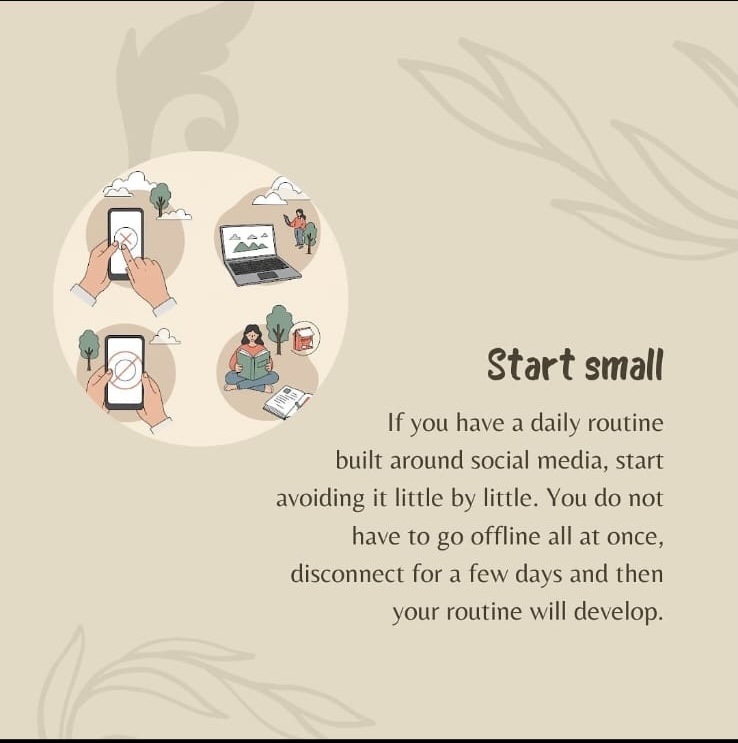 Start small
If you have a daily routine
built around social media, start
avoiding it little by little. You do not
have to go offline all at once,
disconnect for a few days and then
your routine will develop.